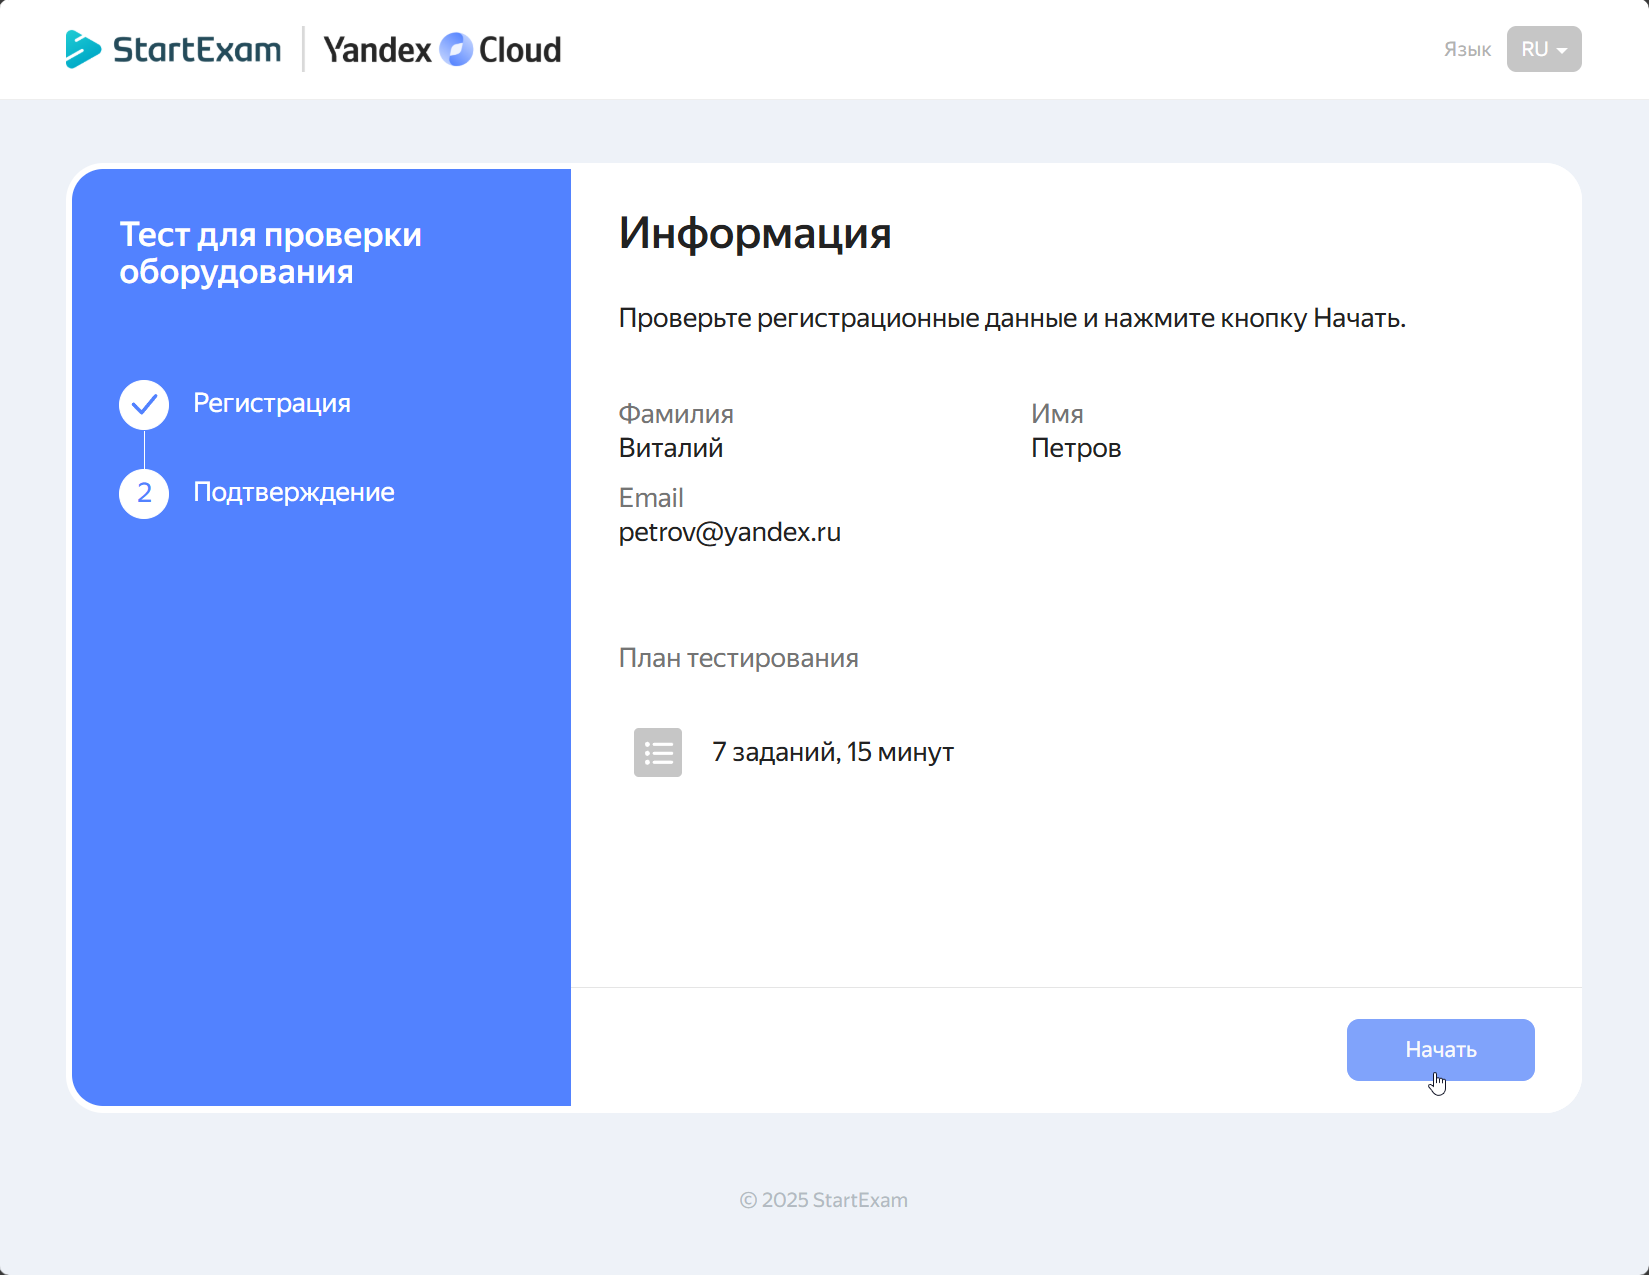 StartExam
Yandex Cloud
Язык
RU
Тест для проверки
оборудования
Регистрация
2
Подтверждение
Информация
Проверьте регистрационные данные и нажмите кнопку Начать.
Фамилия
Виталий
Имя
Петров
Email
petrov@yandex.ru
План тестирования
7 заданий, 15 минут
Начать
© 2025 StartExam